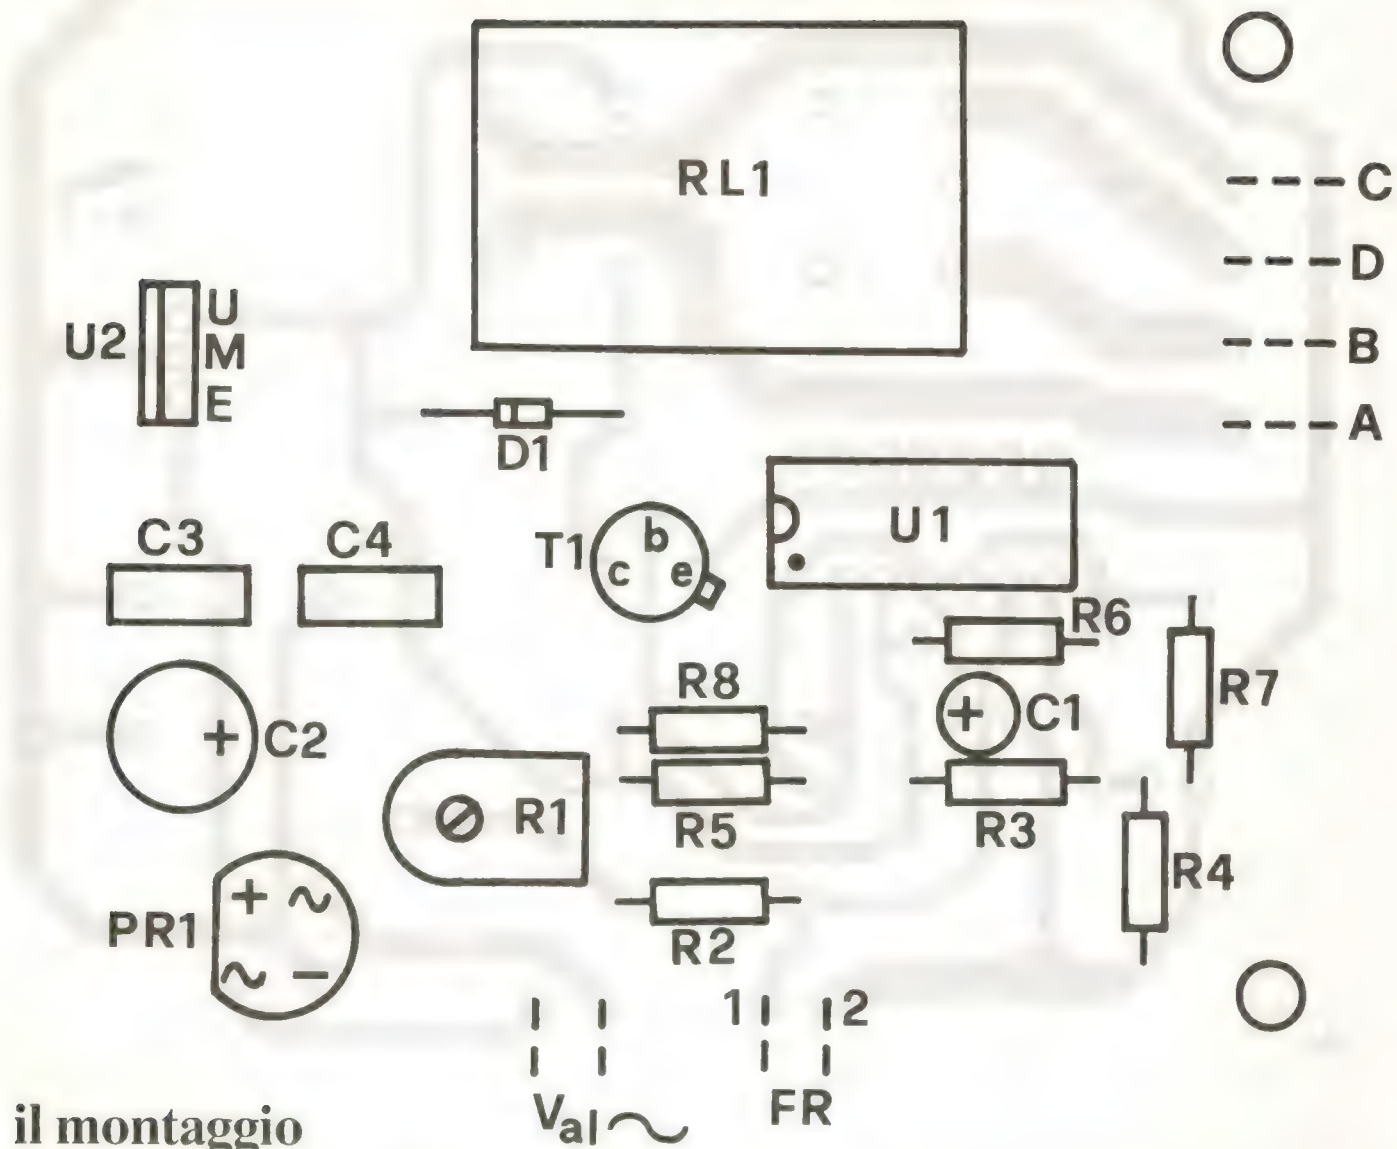 RL1
C
D
B
A
U2
U
M
E
D1
C3
C4
T1
b
c
e
U1
R6
R7
R8
+ C1
+ C2
R1
R5
R3
R4
PR1
+ ~
~ −
R2
1
2
Val ~
FR
il montaggio